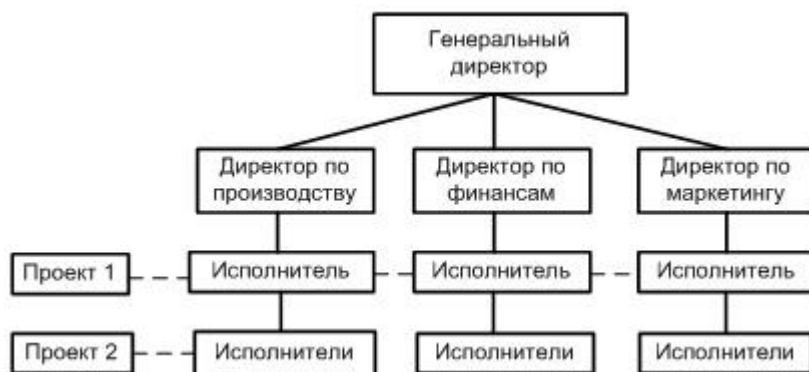 Генеральный
директор
Директор по
производству
Директор по
финансам
Директор по
маркетингу
Проект 1
Исполнитель
Исполнитель
Исполнитель
Проект 2
Исполнители
Исполнители
Исполнители